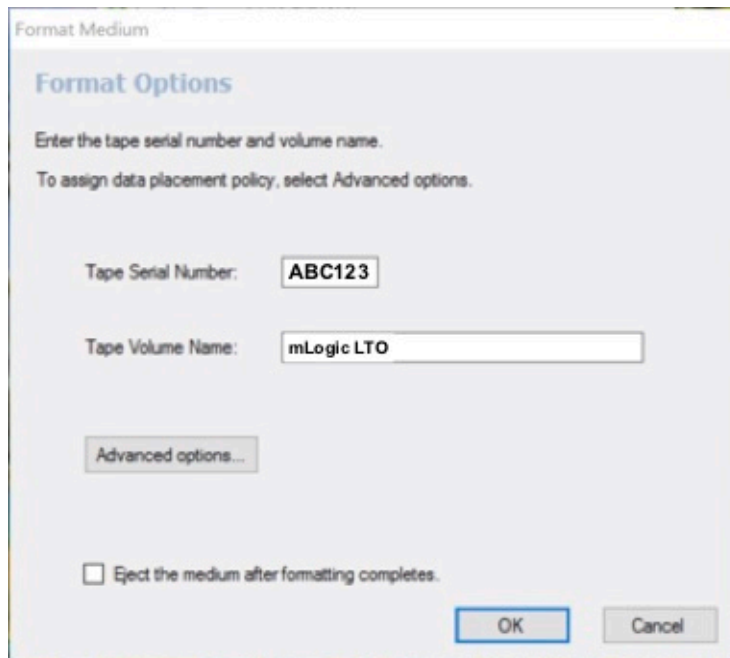 Format Medium
Format Options
Enter the tape serial number and volume name.
To assign data placement policy, select Advanced options.
Tape Serial Number: ABC123
Tape Volume Name: mLogic LTO
Advanced options...
Eject the medium after formatting completes.
OK Cancel